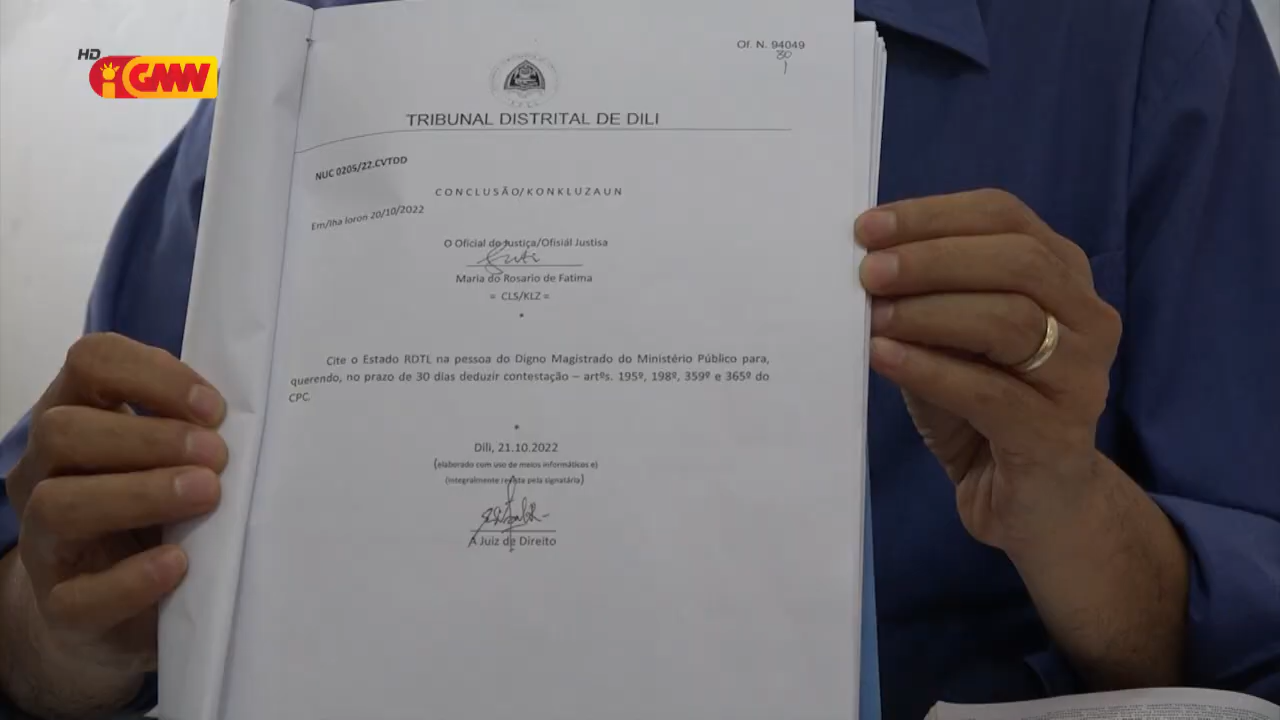 HD
GMN
Of. N. 94049
30
TRIBUNAL DISTRITAL DE DILI
NUC 0205/22.CVTDD
CONCLUSÃO/KONKLUZAUN
Em/Iha loron 20/10/2022
O Oficial de Justiça/Ofisiál Justisa
Maria do Rosario de Fatima
= CLS/KLZ =
*
Cite o Estado RDTL na pessoa do Digno Magistrado do Ministério Público para,
querendo, no prazo de 30 dias deduzir contestação – artºs. 195º, 198º, 359º e 365º do
CPC.
*
Dili, 21.10.2022
(elaborado com uso de meios informáticos e)
(integralmente revista pela signatária)
A Juiz de Direito